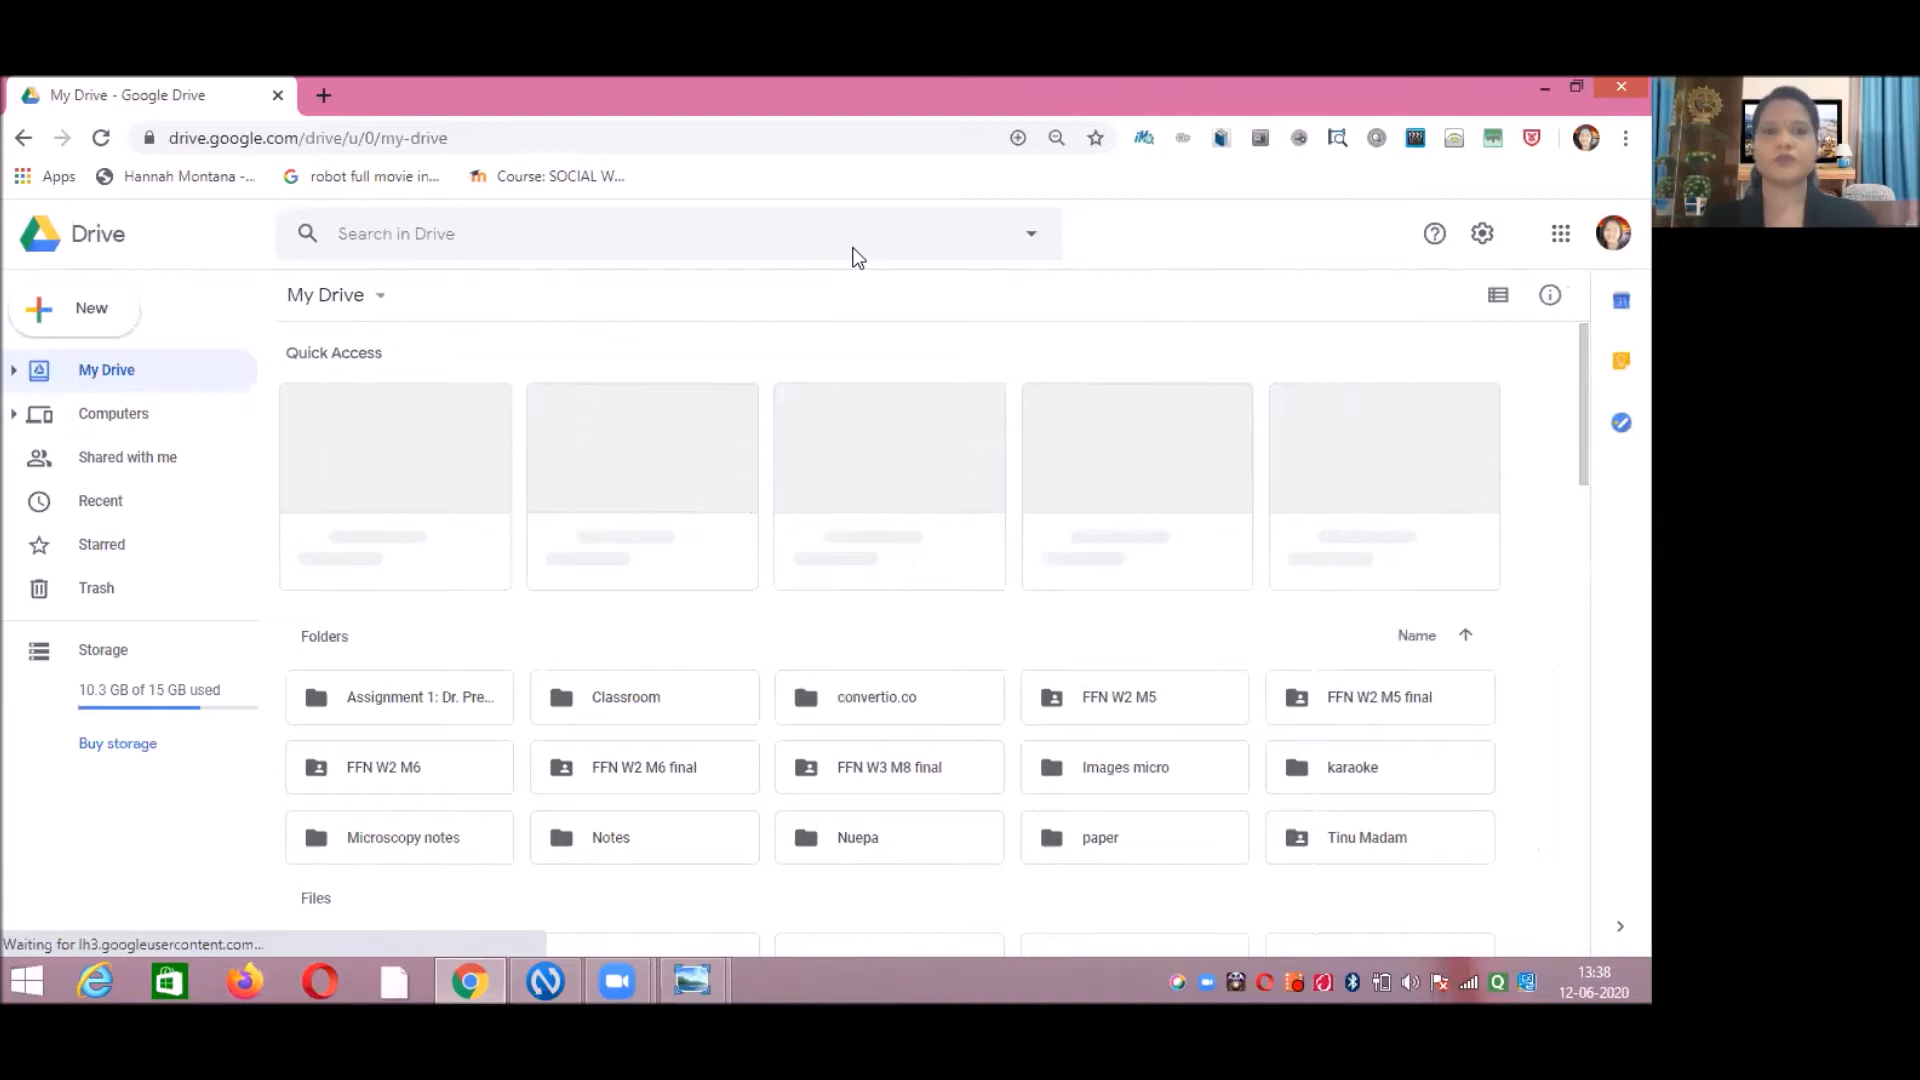 My Drive - Google Drive
drive.google.com/drive/u/0/my-drive
Apps
Hannah Montana -...
robot full movie in...
Course: SOCIAL W...
Drive
Search in Drive
New
My Drive
Computers
Shared with me
Recent
Starred
Trash
Storage
10.3 GB of 15 GB used
Buy storage
My Drive
Quick Access
Folders
Name
Assignment 1: Dr. Pre...
Classroom
convertio.co
FFN W2 M5
FFN W2 M5 final
FFN W2 M6
FFN W2 M6 final
FFN W3 M8 final
Images micro
karaoke
Microscopy notes
Notes
Nuepa
paper
Tinu Madam
Files
Waiting for lh3.googleusercontent.com...
13:38
12-06-2020